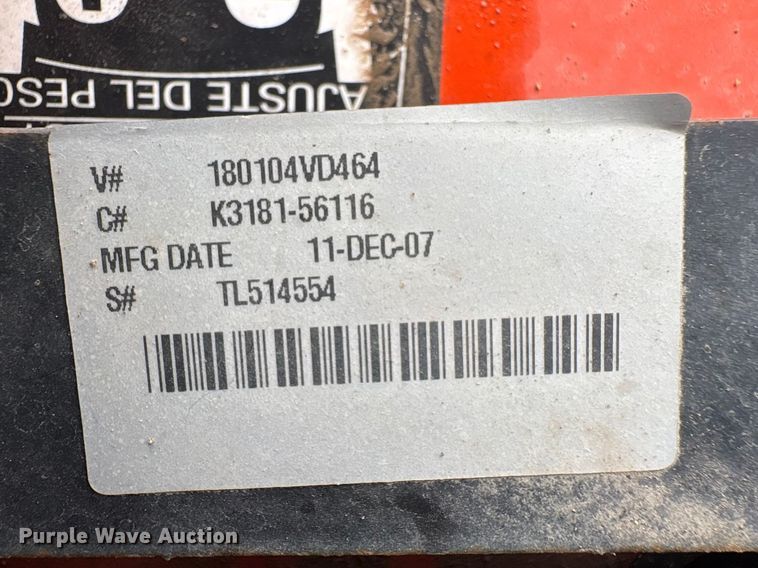 AJUSTE DEL PESO
V# 180104VD464
C# K3181-56116
MFG DATE 11-DEC-07
S# TL514554
Purple Wave Auction